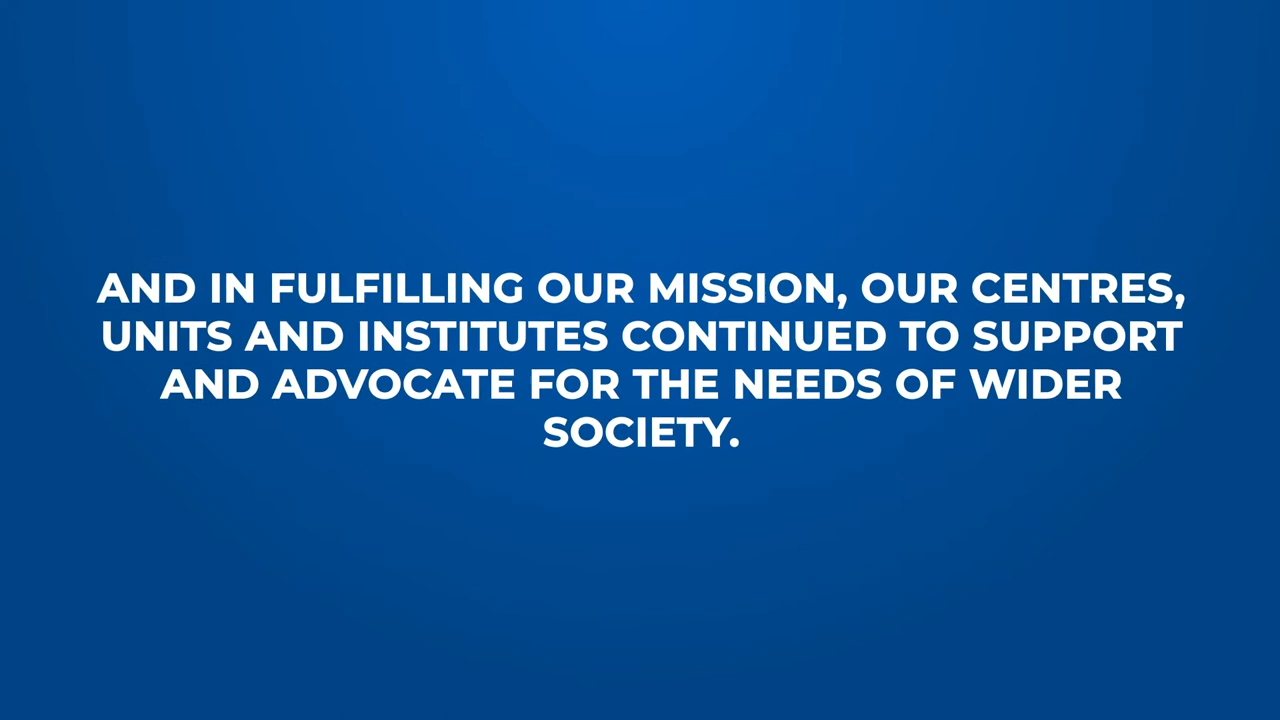 AND IN FULFILLING OUR MISSION, OUR CENTRES,
UNITS AND INSTITUTES CONTINUED TO SUPPORT
AND ADVOCATE FOR THE NEEDS OF WIDER
SOCIETY.